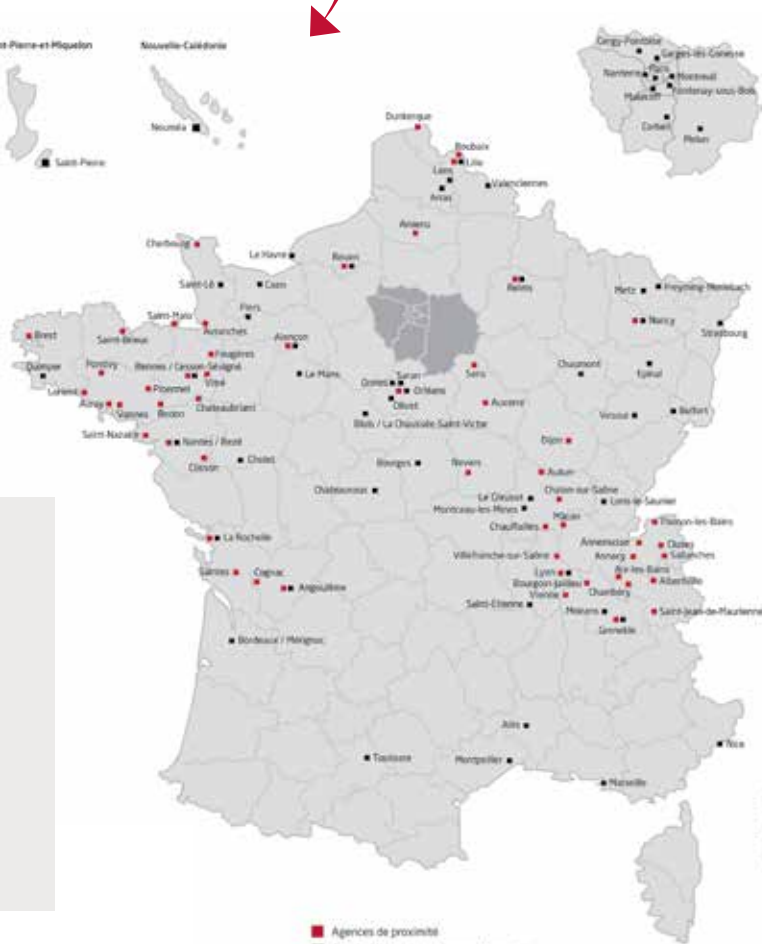 nt-Pierre-et-Miquelon
Nouvelle-Calédonie
Nouméa
Saint-Pierre
Cergy-Pontoise
Garges-lès-Gonesse
Nanterre
Paris
Montreuil
Malakoff
Fontenay-sous-Bois
Corbeil
Melun
Dunkerque
Roubaix
Lille
Lens
Arras
Valenciennes
Amiens
Cherbourg
Le Havre
Rouen
Saint-Lô
Caen
Flers
Reims
Metz
Freyming-Merlebach
Nancy
Strasbourg
Brest
Saint-Brieuc
Saint-Malo
Avranches
Alençon
Fougères
Quimper
Pontivy
Rennes / Cesson-Sévigné
Vitré
Le Mans
Saran
Ormes
Orléans
Olivet
Sens
Chaumont
Epinal
Lorient
Ploërmel
Auray
Vannes
Redon
Chateaubriant
Auxerre
Blois / La Chaussée-Saint-Victor
Vesoul
Belfort
Saint-Nazaire
Nantes / Rezé
Clisson
Cholet
Dijon
Bourges
Nevers
Autun
Chateauroux
Le Creusot
Chalon-sur-Saône
Montceau-les-Mines
Lons-le-Saunier
Chauffailles
Mâcon
Thonon-les-Bains
La Rochelle
Annemasse
Cluses
Villefranche-sur-Saône
Annecy
Sallanches
Saintes
Cognac
Angoulême
Lyon
Aix-les-Bains
Bourgoin-Jallieu
Albertville
Vienne
Chambéry
Saint-Etienne
Moirans
Saint-Jean-de-Maurienne
Grenoble
Bordeaux / Mérignac
Alès
Toulouse
Montpellier
Nice
Marseille
Agences de proximité